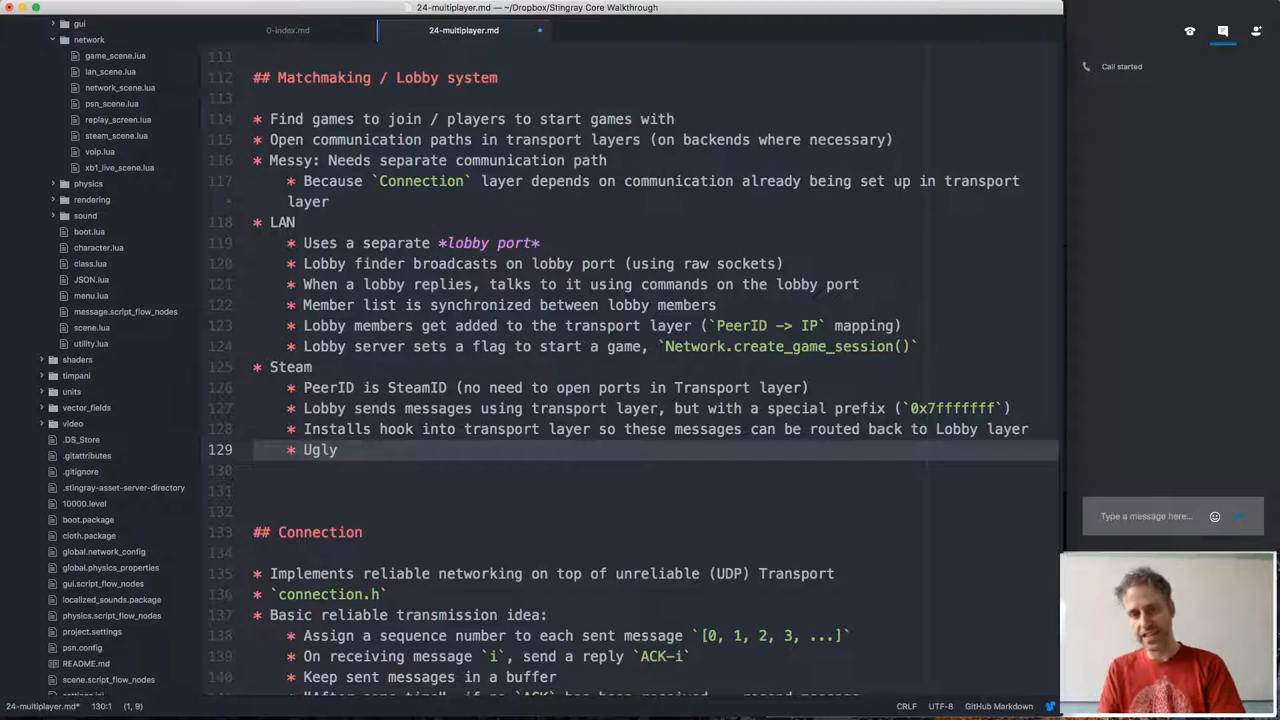 24-multiplayer.md — ~/Dropbox/Stingray Core Walkthrough
gui
network
game_scene.lua
lan_scene.lua
network_scene.lua
psn_scene.lua
replay_screen.lua
steam_scene.lua
voip.lua
xb1_live_scene.lua
physics
rendering
sound
boot.lua
character.lua
class.lua
JSON.lua
menu.lua
message.script_flow_nodes
scene.lua
utility.lua
shaders
timpani
units
vector_fields
video
.DS_Store
.gitattributes
.gitignore
.stingray-asset-server-directory
10000.level
boot.package
cloth.package
global.network_config
global.physics_properties
gui.script_flow_nodes
localized_sounds.package
physics.script_flow_nodes
project.settings
psn.config
README.md
scene.script_flow_nodes
settings.ini
0-index.md
24-multiplayer.md
111
112 ## Matchmaking / Lobby system
113
114 * Find games to join / players to start games with
115 * Open communication paths in transport layers (on backends where necessary)
116 * Messy: Needs separate communication path
117 * Because `Connection` layer depends on communication already being set up in transport
layer
118 * LAN
119 * Uses a separate *lobby port*
120 * Lobby finder broadcasts on lobby port (using raw sockets)
121 * When a lobby replies, talks to it using commands on the lobby port
122 * Member list is synchronized between lobby members
123 * Lobby members get added to the transport layer (`PeerID -> IP` mapping)
124 * Lobby server sets a flag to start a game, `Network.create_game_session()`
125 * Steam
126 * PeerID is SteamID (no need to open ports in Transport layer)
127 * Lobby sends messages using transport layer, but with a special prefix (`0x7fffffff`)
128 * Installs hook into transport layer so these messages can be routed back to Lobby layer
129 * Ugly
130
131
132
133 ## Connection
134
135 * Implements reliable networking on top of unreliable (UDP) Transport
136 * `connection.h`
137 * Basic reliable transmission idea:
138 * Assign a sequence number to each sent message `[0, 1, 2, 3, ...]`
139 * On receiving message `i`, send a reply `ACK-i`
140 * Keep sent messages in a buffer
24-multiplayer.md* 130:1 (1, 9)
CRLF UTF-8 GitHub Markdown
Call started
Type a message here...